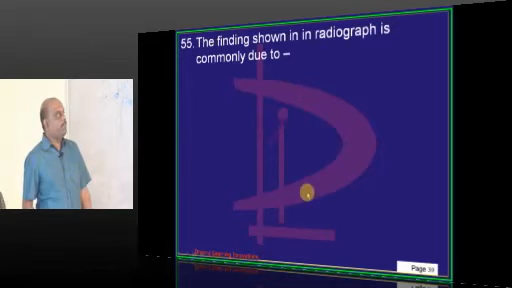 55. The finding shown in in radiograph is
commonly due to –
Page 39